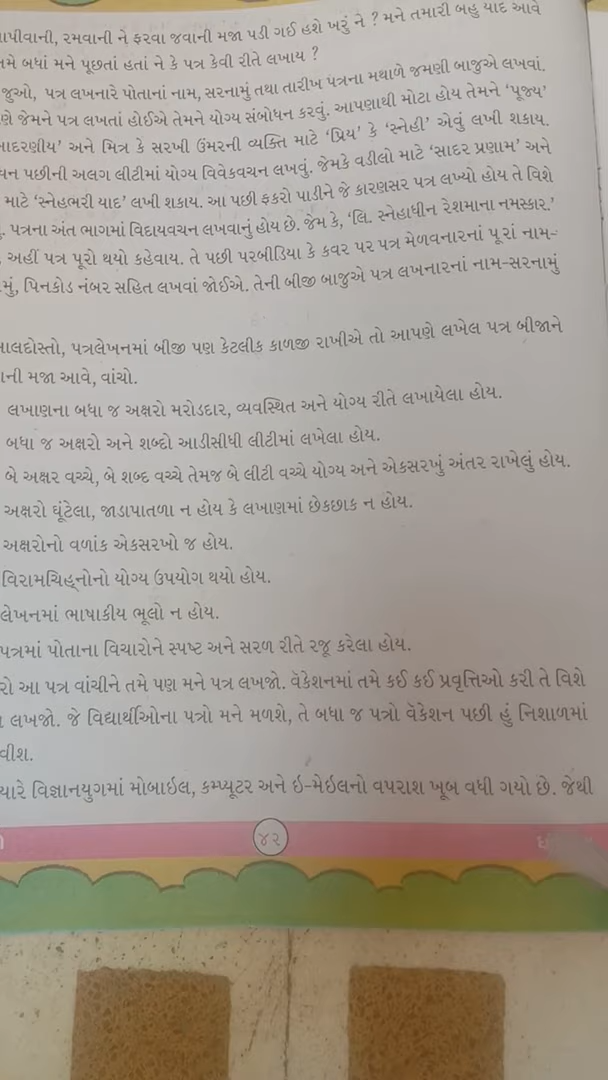 રમવાની ને ફરવા જવાની મજા પડી ગઈ હશે ખરું ને ? મને તમારી બહુ યાદ આવે
બધાં મને પૂછતાં હતાં ને કે પત્ર કેવી રીતે લખાય ?
જુઓ, પત્ર લખનારે પોતાનાં નામ, સરનામું તથા તારીખ પત્રના મથાળે જમણી બાજુએ લખવાં.
જેમને પત્ર લખતાં હોઈએ તેમને યોગ્ય સંબોધન કરવું. આપણાથી મોટા હોય તેમને ‘પૂજ્ય’
અને મિત્ર કે સરખી ઉંમરની વ્યક્તિ માટે ‘પ્રિય’ કે ‘સ્નેહી’ એવું લખી શકાય.
પછીની અલગ લીટીમાં યોગ્ય વિવેકવચન લખવું. જેમકે વડીલો માટે ‘સાદર પ્રણામ’ અને
માટે ‘સ્નેહભરી યાદ’ લખી શકાય. આ પછી ફકરો પાડીને જે કારણસર પત્ર લખ્યો હોય તે વિશે
પત્રના અંત ભાગમાં વિદાયવચન લખવાનું હોય છે. જેમ કે, ‘લિ. સ્નેહાધીન રેશમાના નમસ્કાર.’
અહીં પત્ર પૂરો થયો કહેવાય. તે પછી પરબીડિયા કે કવર પર પત્ર મેળવનારનાં પૂરાં નામ-
પિનકોડ નંબર સહિત લખવાં જોઈએ. તેની બીજી બાજુએ પત્ર લખનારનાં નામ-સરનામું
પત્રલેખનમાં બીજી પણ કેટલીક કાળજી રાખીએ તો આપણે લખેલ પત્ર બીજાને
મજા આવે, વાંચો.
લખાણના બધા જ અક્ષરો મરોડદાર, વ્યવસ્થિત અને યોગ્ય રીતે લખાયેલા હોય.
બધા જ અક્ષરો અને શબ્દો આડીસીધી લીટીમાં લખેલા હોય.
બે અક્ષર વચ્ચે, બે શબ્દ વચ્ચે તેમજ બે લીટી વચ્ચે યોગ્ય અને એકસરખું અંતર રાખેલું હોય.
અક્ષરો ઘૂંટેલા, જાડાપાતળા ન હોય કે લખાણમાં છેકછાક ન હોય.
અક્ષરોનો વળાંક એકસરખો જ હોય.
વિરામચિહ્નોનો યોગ્ય ઉપયોગ થયો હોય.
લેખનમાં ભાષાકીય ભૂલો ન હોય.
પત્રમાં પોતાના વિચારોને સ્પષ્ટ અને સરળ રીતે રજૂ કરેલા હોય.
આ પત્ર વાંચીને તમે પણ મને પત્ર લખજો. વૅકેશનમાં તમે કઈ કઈ પ્રવૃત્તિઓ કરી તે વિશે
લખજો. જે વિદ્યાર્થીઓના પત્રો મને મળશે, તે બધા જ પત્રો વૅકેશન પછી હું નિશાળમાં
વિજ્ઞાનયુગમાં મોબાઇલ, કમ્પ્યૂટર અને ઇ-મેઇલનો વપરાશ ખૂબ વધી ગયો છે. જેથી
૪૨